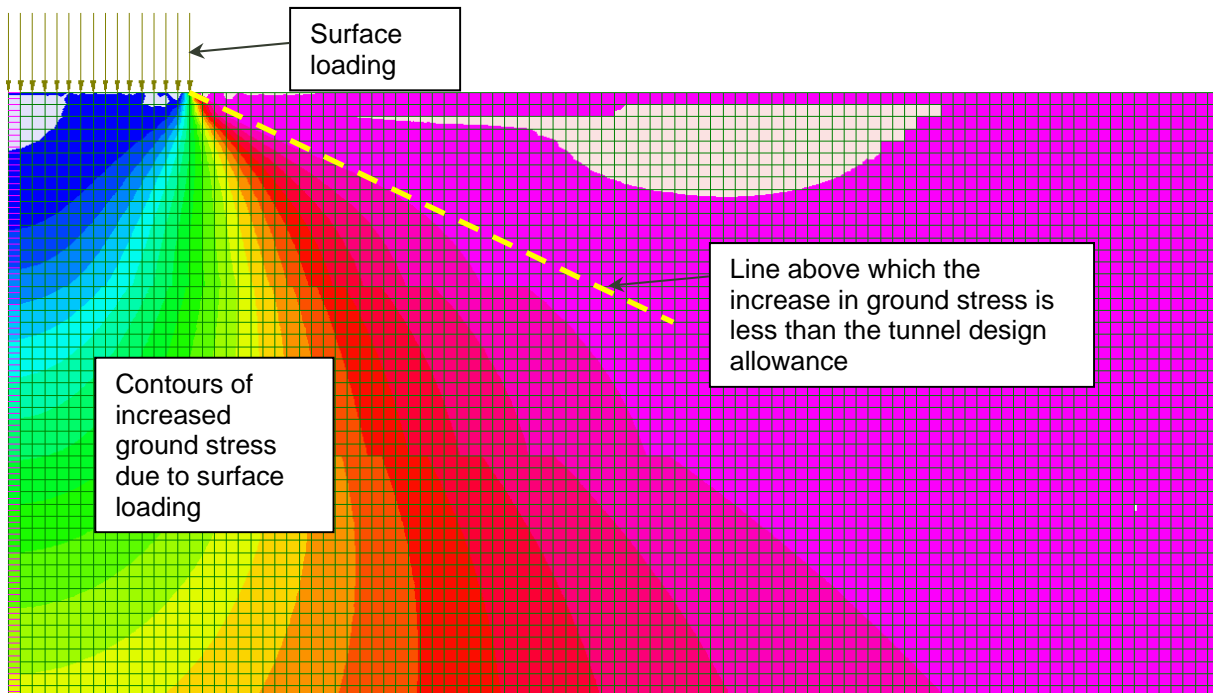 Surface
loading
Line above which the
increase in ground stress is
less than the tunnel design
allowance
Contours of
increased
ground stress
due to surface
loading